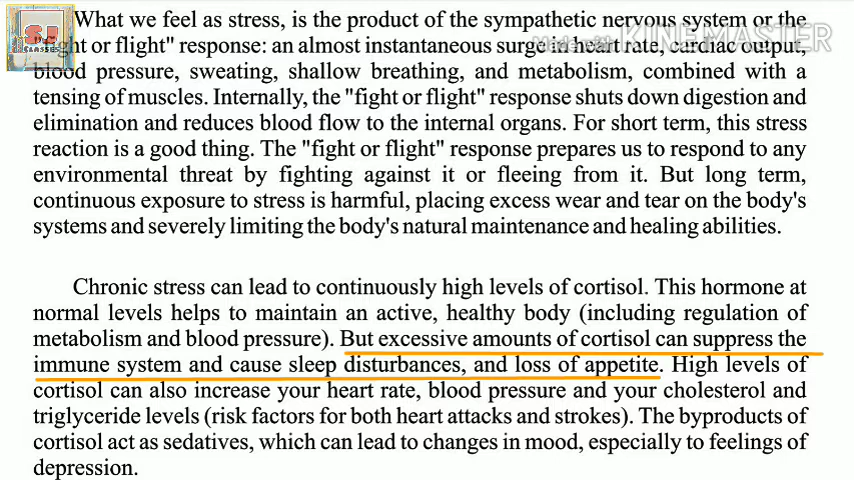 What we feel as stress, is the product of the sympathetic nervous system or the
SJ
CLASSES
"fight or flight" response: an almost instantaneous surge in heart rate, cardiac output,
Made with KINEMASTER
blood pressure, sweating, shallow breathing, and metabolism, combined with a
tensing of muscles. Internally, the "fight or flight" response shuts down digestion and
elimination and reduces blood flow to the internal organs. For short term, this stress
reaction is a good thing. The "fight or flight" response prepares us to respond to any
environmental threat by fighting against it or fleeing from it. But long term,
continuous exposure to stress is harmful, placing excess wear and tear on the body's
systems and severely limiting the body's natural maintenance and healing abilities.
Chronic stress can lead to continuously high levels of cortisol. This hormone at
normal levels helps to maintain an active, healthy body (including regulation of
metabolism and blood pressure). But excessive amounts of cortisol can suppress the
immune system and cause sleep disturbances, and loss of appetite. High levels of
cortisol can also increase your heart rate, blood pressure and your cholesterol and
triglyceride levels (risk factors for both heart attacks and strokes). The byproducts of
cortisol act as sedatives, which can lead to changes in mood, especially to feelings of
depression.